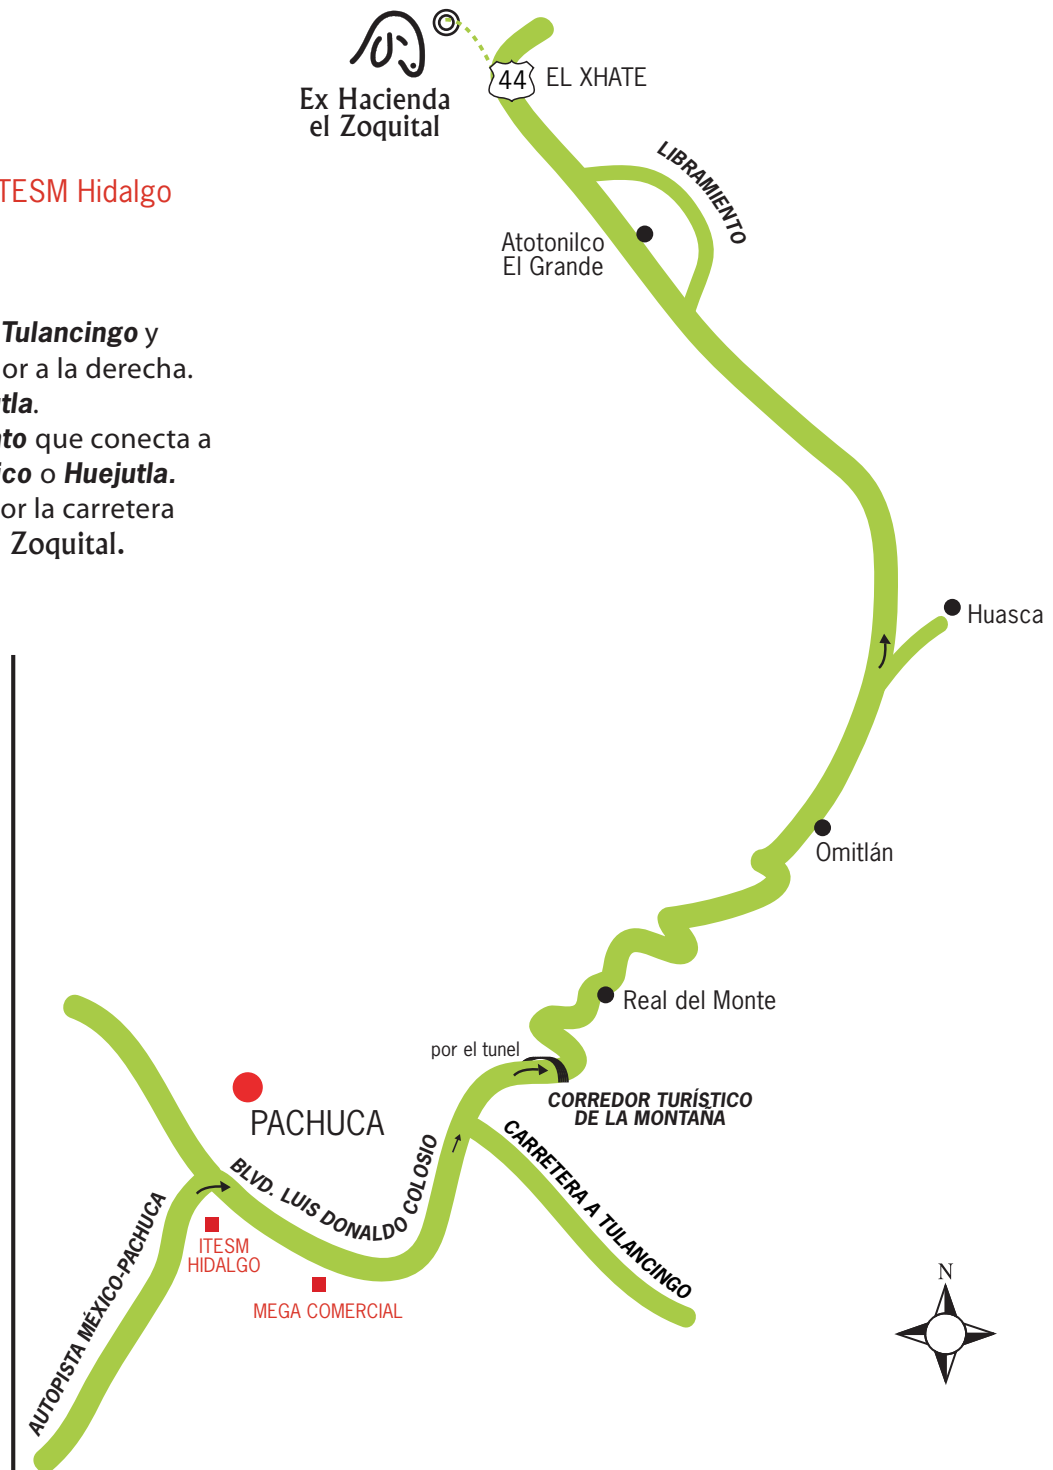 Ex Hacienda
el Zoquital
44
EL XHATE
LIBRAMIENTO
TESM Hidalgo
Atotonilco
El Grande
Tulancingo y
or a la derecha.
tla.
to que conecta a
ico o Huejutla.
or la carretera
Zoquital.
Huasca
Omitlán
Real del Monte
por el tunel
CORREDOR TURÍSTICO
DE LA MONTAÑA
PACHUCA
BLVD. LUIS DONALDO COLOSIO
CARRETERA A TULANCINGO
AUTOPISTA MÉXICO-PACHUCA
ITESM
HIDALGO
MEGA COMERCIAL
N